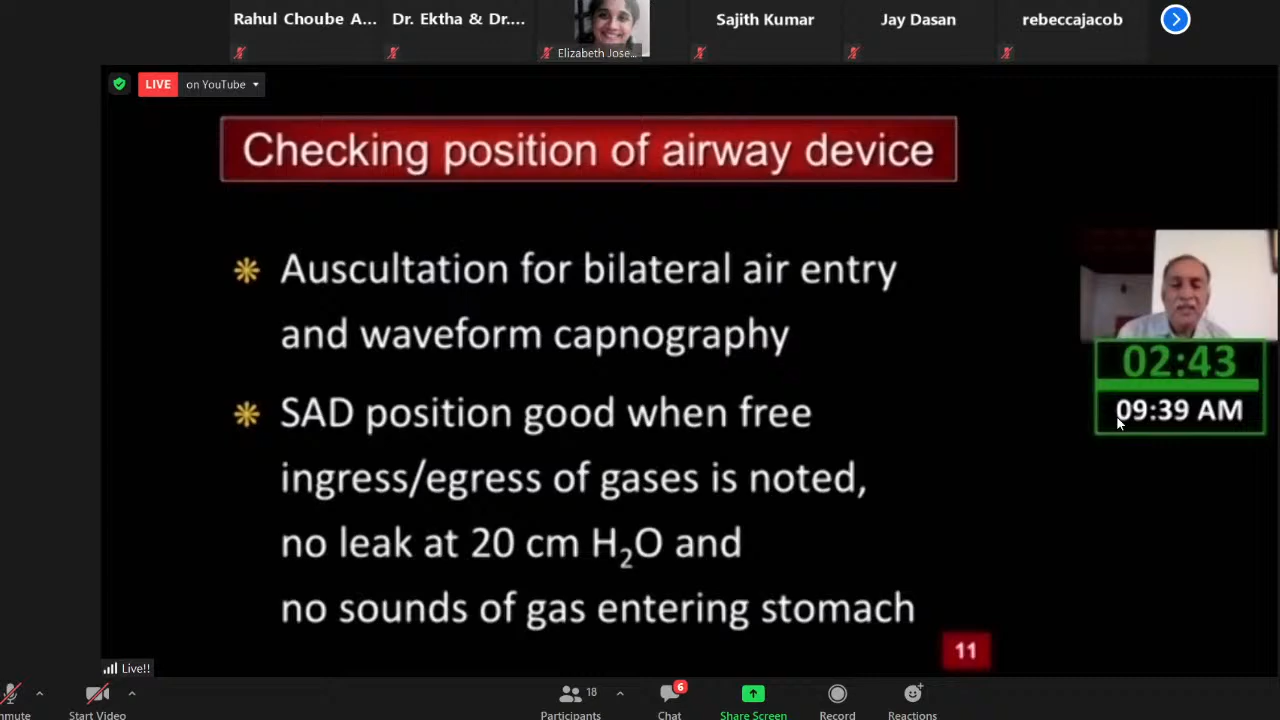 Rahul Choube A...
Dr. Ektha & Dr....
Elizabeth Jose...
Sajith Kumar
Jay Dasan
rebeccajacob
LIVE on YouTube
Checking position of airway device
Auscultation for bilateral air entry
and waveform capnography
SAD position good when free
ingress/egress of gases is noted,
no leak at 20 cm H₂O and
no sounds of gas entering stomach
11
02:43
09:39 AM
Live!!
nmute
Start Video
18
Participants
6
Chat
Share Screen
Record
Reactions